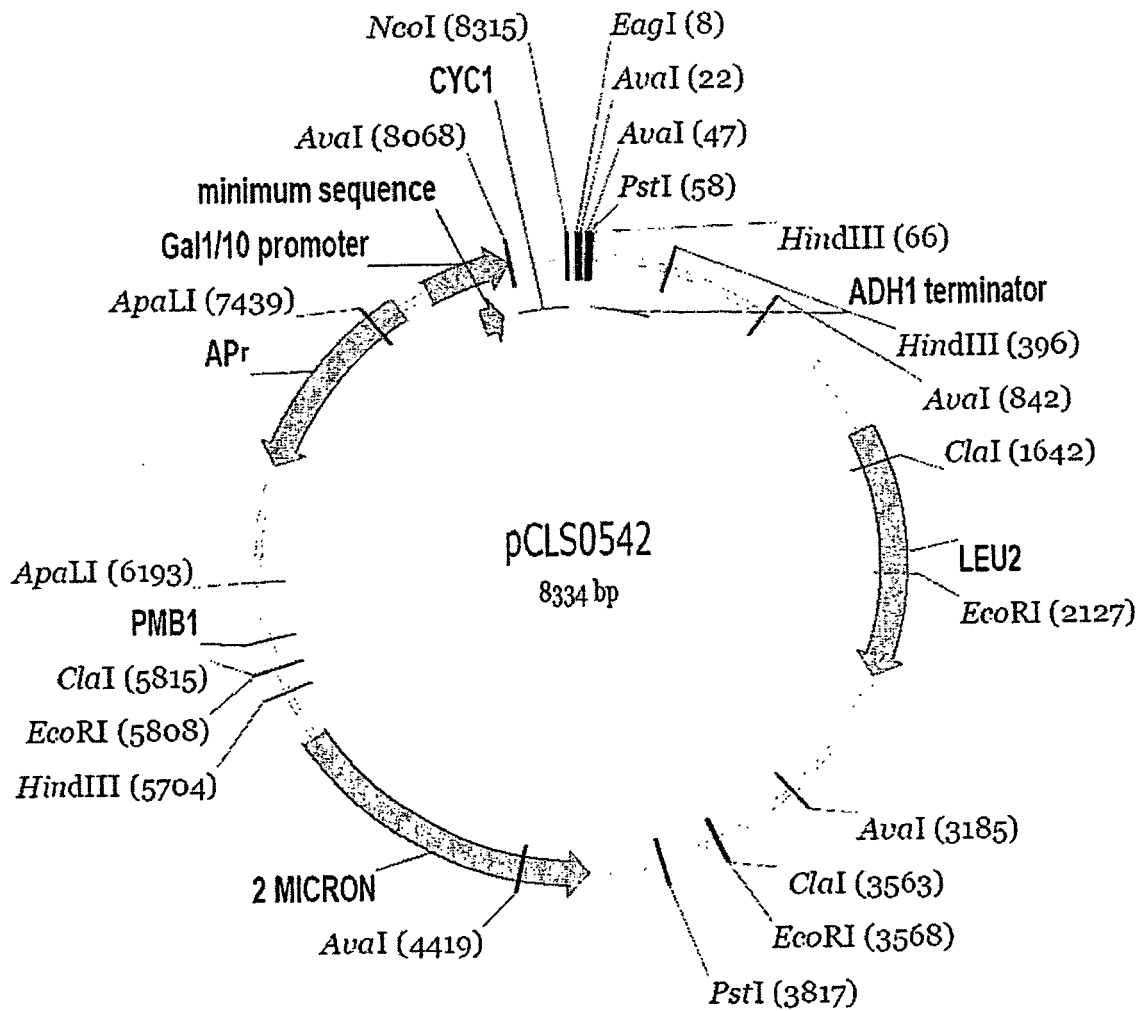 NcoI (8315)
EagI (8)
CYC1
AvaI (22)
AvaI (8068)
AvaI (47)
minimum sequence
PstI (58)
Gal1/10 promoter
HindIII (66)
ApaLI (7439)
ADH1 terminator
APr
HindIII (396)
AvaI (842)
ClaI (1642)
pCLS0542
8334 bp
LEU2
ApaLI (6193)
EcoRI (2127)
PMB1
ClaI (5815)
EcoRI (5808)
HindIII (5704)
AvaI (3185)
2 MICRON
ClaI (3563)
AvaI (4419)
EcoRI (3568)
PstI (3817)